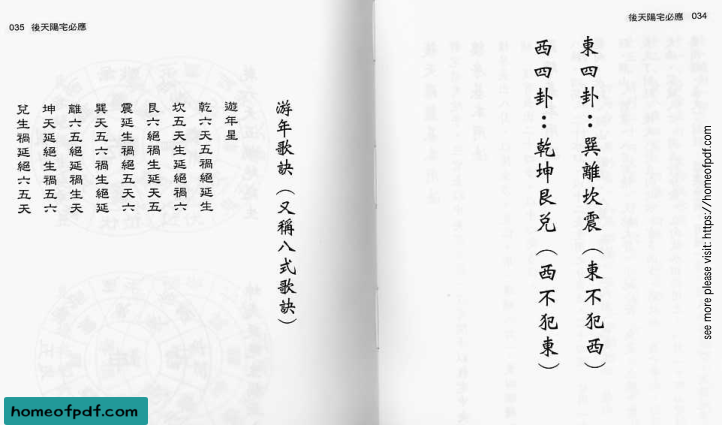 後天陽宅必應 034
東四卦：巽離坎震（東不犯西）
西四卦：乾坤艮兌（西不犯東）
035 後天陽宅必應
游年歌訣（又稱八式歌訣）
遊年星
乾六天五禍絕延生
坎五天生延絕禍六
艮六絕禍生延天五
震延生禍絕五天六
巽天五六禍生絕延
離六五絕延禍生天
坤天延絕生禍五六
兌生禍延絕六五天
see more please visit: https://homeofpdf.com
homeofpdf.com